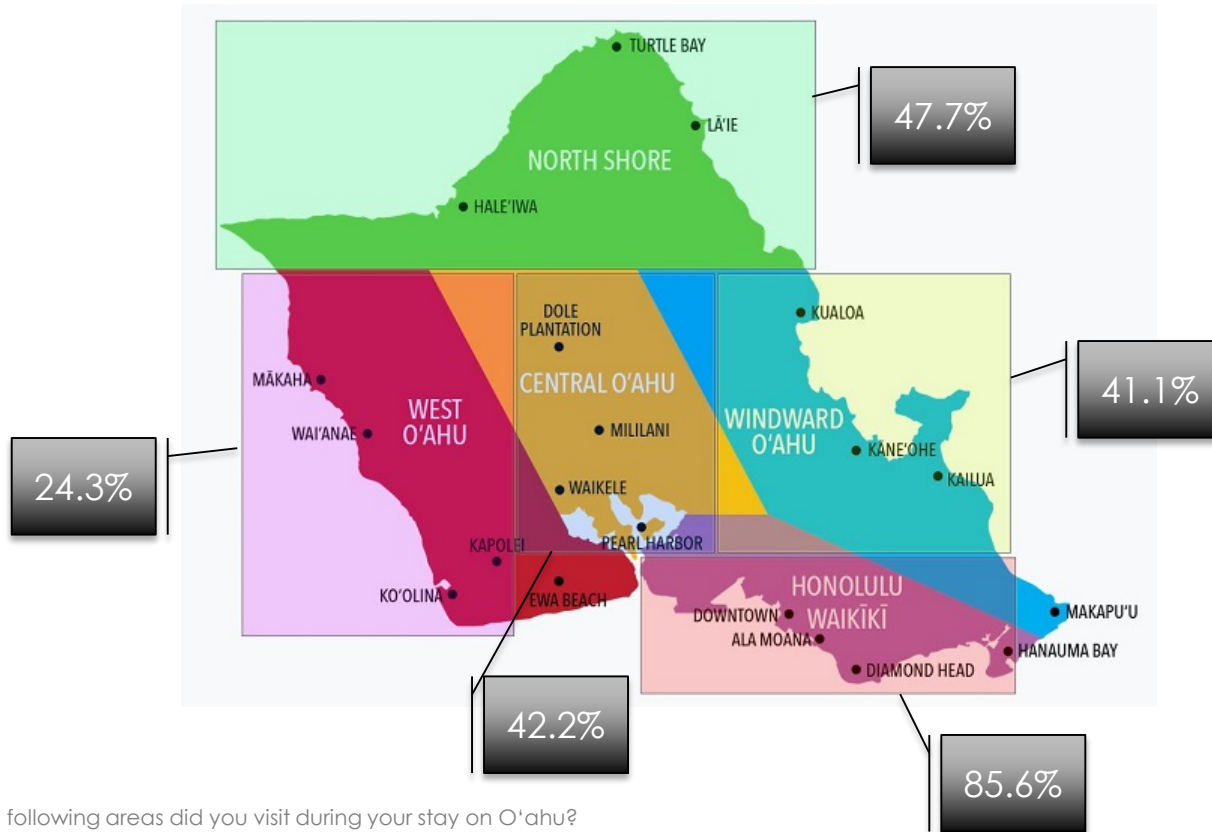 TURTLE BAY
47.7%
LĀ'IE
NORTH SHORE
HALE'IWA
DOLE
PLANTATION
KUALOA
MĀKAHA
CENTRAL O'AHU
41.1%
WEST
O'AHU
WINDWARD
O'AHU
WAI'ANAE
MILILANI
KĀNE'OHE
KAILUA
24.3%
WAIKELE
PEARL HARBOR
KAPOLEI
KO'OLINA
EWA BEACH
HONOLULU
WAIKĪKĪ
DOWNTOWN
ALA MOANA
MAKAPU'U
HANAUMA BAY
DIAMOND HEAD
42.2%
85.6%
following areas did you visit during your stay on O‘ahu?